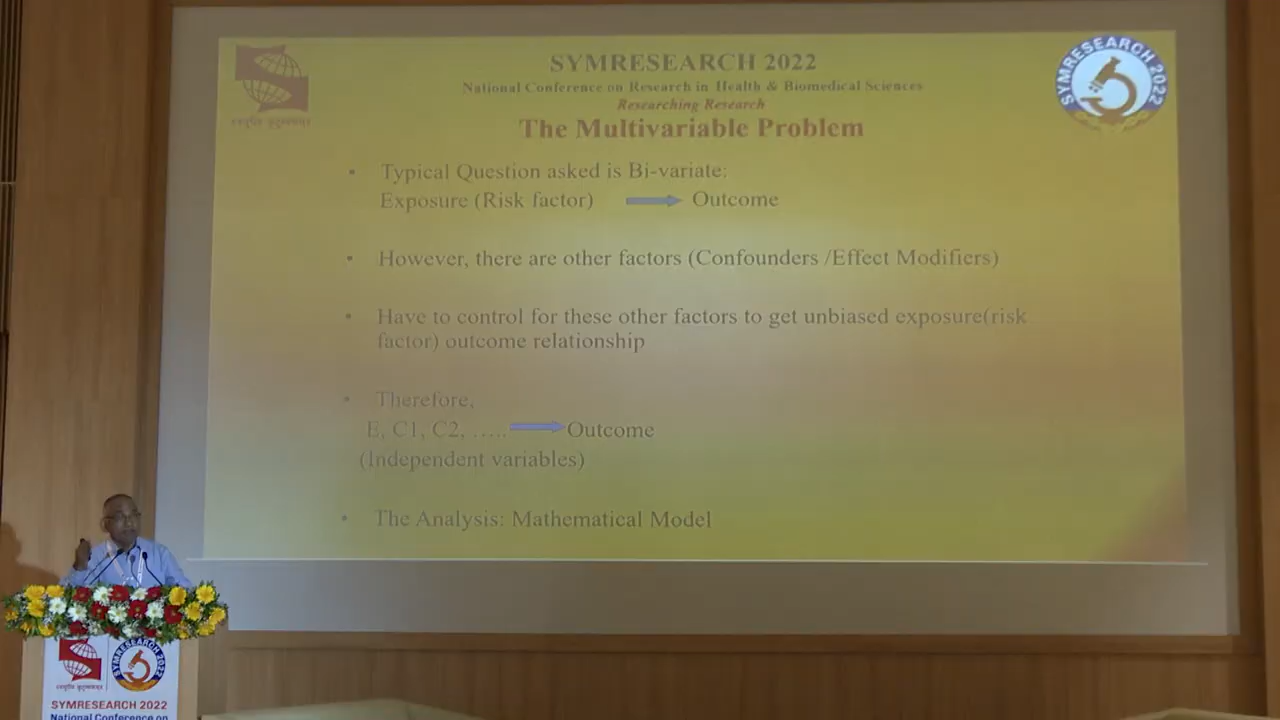 SYMRESEARCH 2022
National Conference on Research in Health & Biomedical Sciences
Researching Research
The Multivariable Problem
SYMRESEARCH 2022
• Typical Question asked is Bi-variate:
Exposure (Risk factor) Outcome
• However, there are other factors (Confounders /Effect Modifiers)
• Have to control for these other factors to get unbiased exposure(risk
factor) outcome relationship
• Therefore,
E, C1, C2, ..... Outcome
(Independent variables)
• The Analysis: Mathematical Model
SYMRESEARCH 2022
SYMRESEARCH 2022
National Conference on